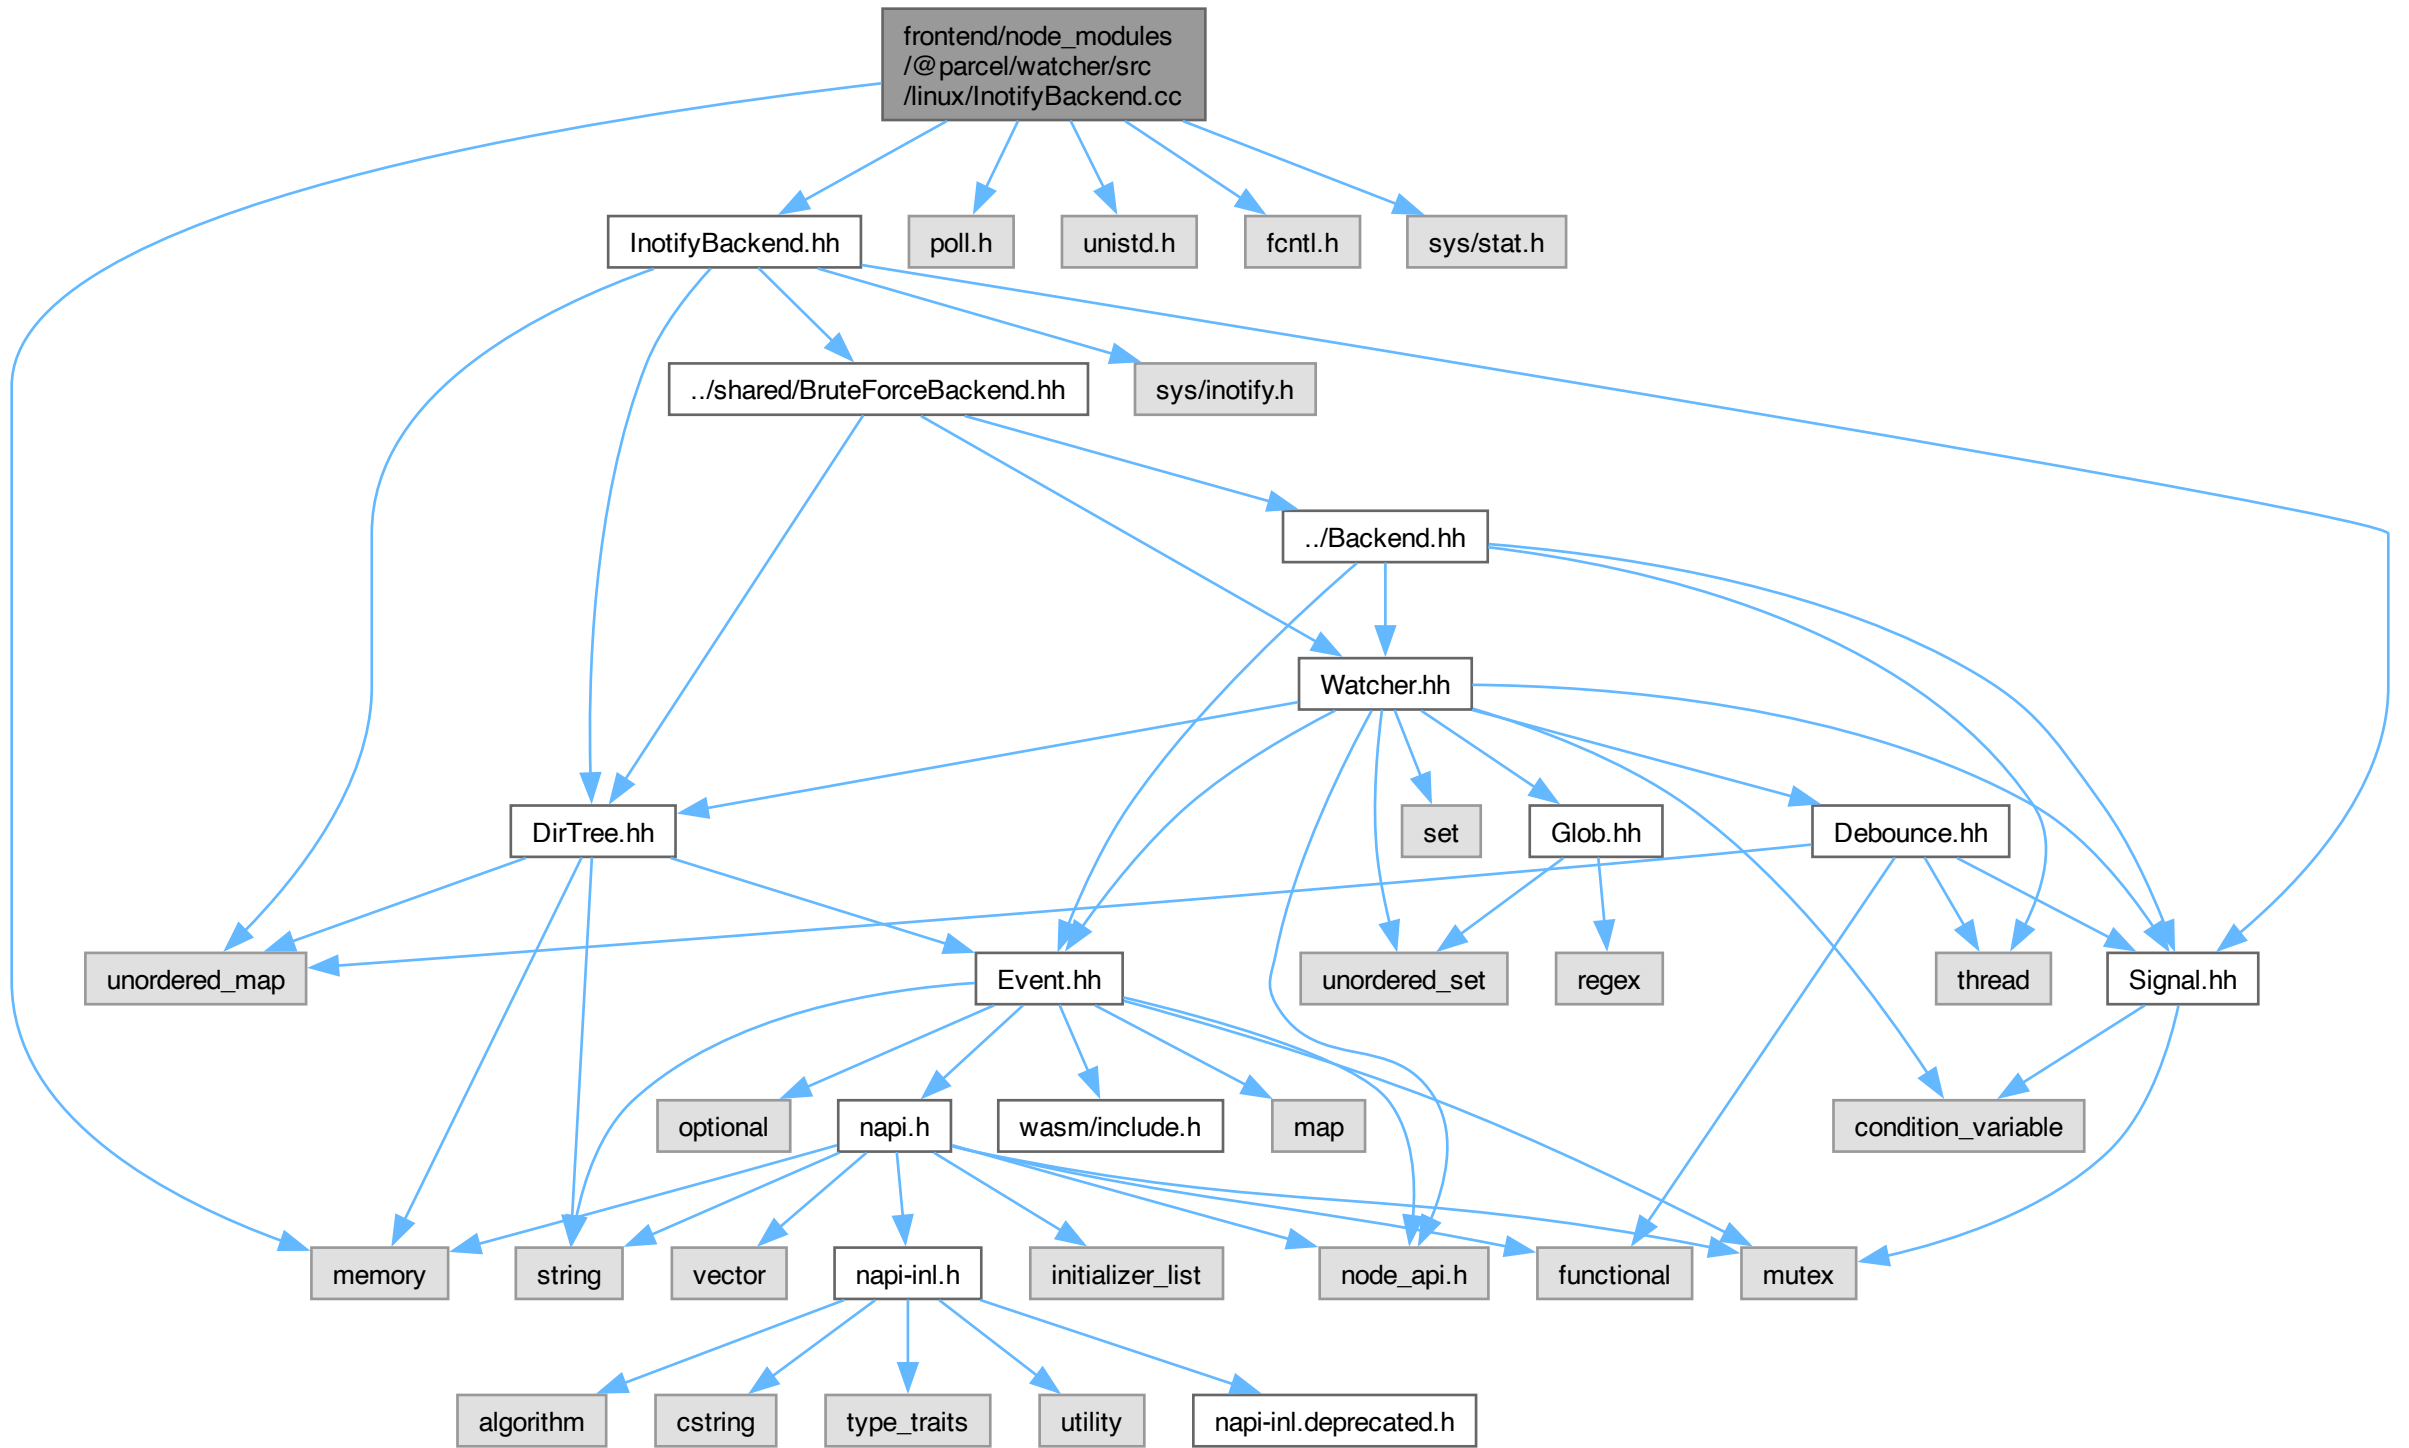 frontend/node_modules
/@parcel/watcher/src
/linux/InotifyBackend.cc
InotifyBackend.hh
poll.h
unistd.h
fcntl.h
sys/stat.h
../shared/BruteForceBackend.hh
sys/inotify.h
../Backend.hh
Watcher.hh
DirTree.hh
set
Glob.hh
Debounce.hh
unordered_map
Event.hh
unordered_set
regex
thread
Signal.hh
optional
napi.h
wasm/include.h
map
condition_variable
memory
string
vector
napi-inl.h
initializer_list
node_api.h
functional
mutex
algorithm
cstring
type_traits
utility
napi-inl.deprecated.h